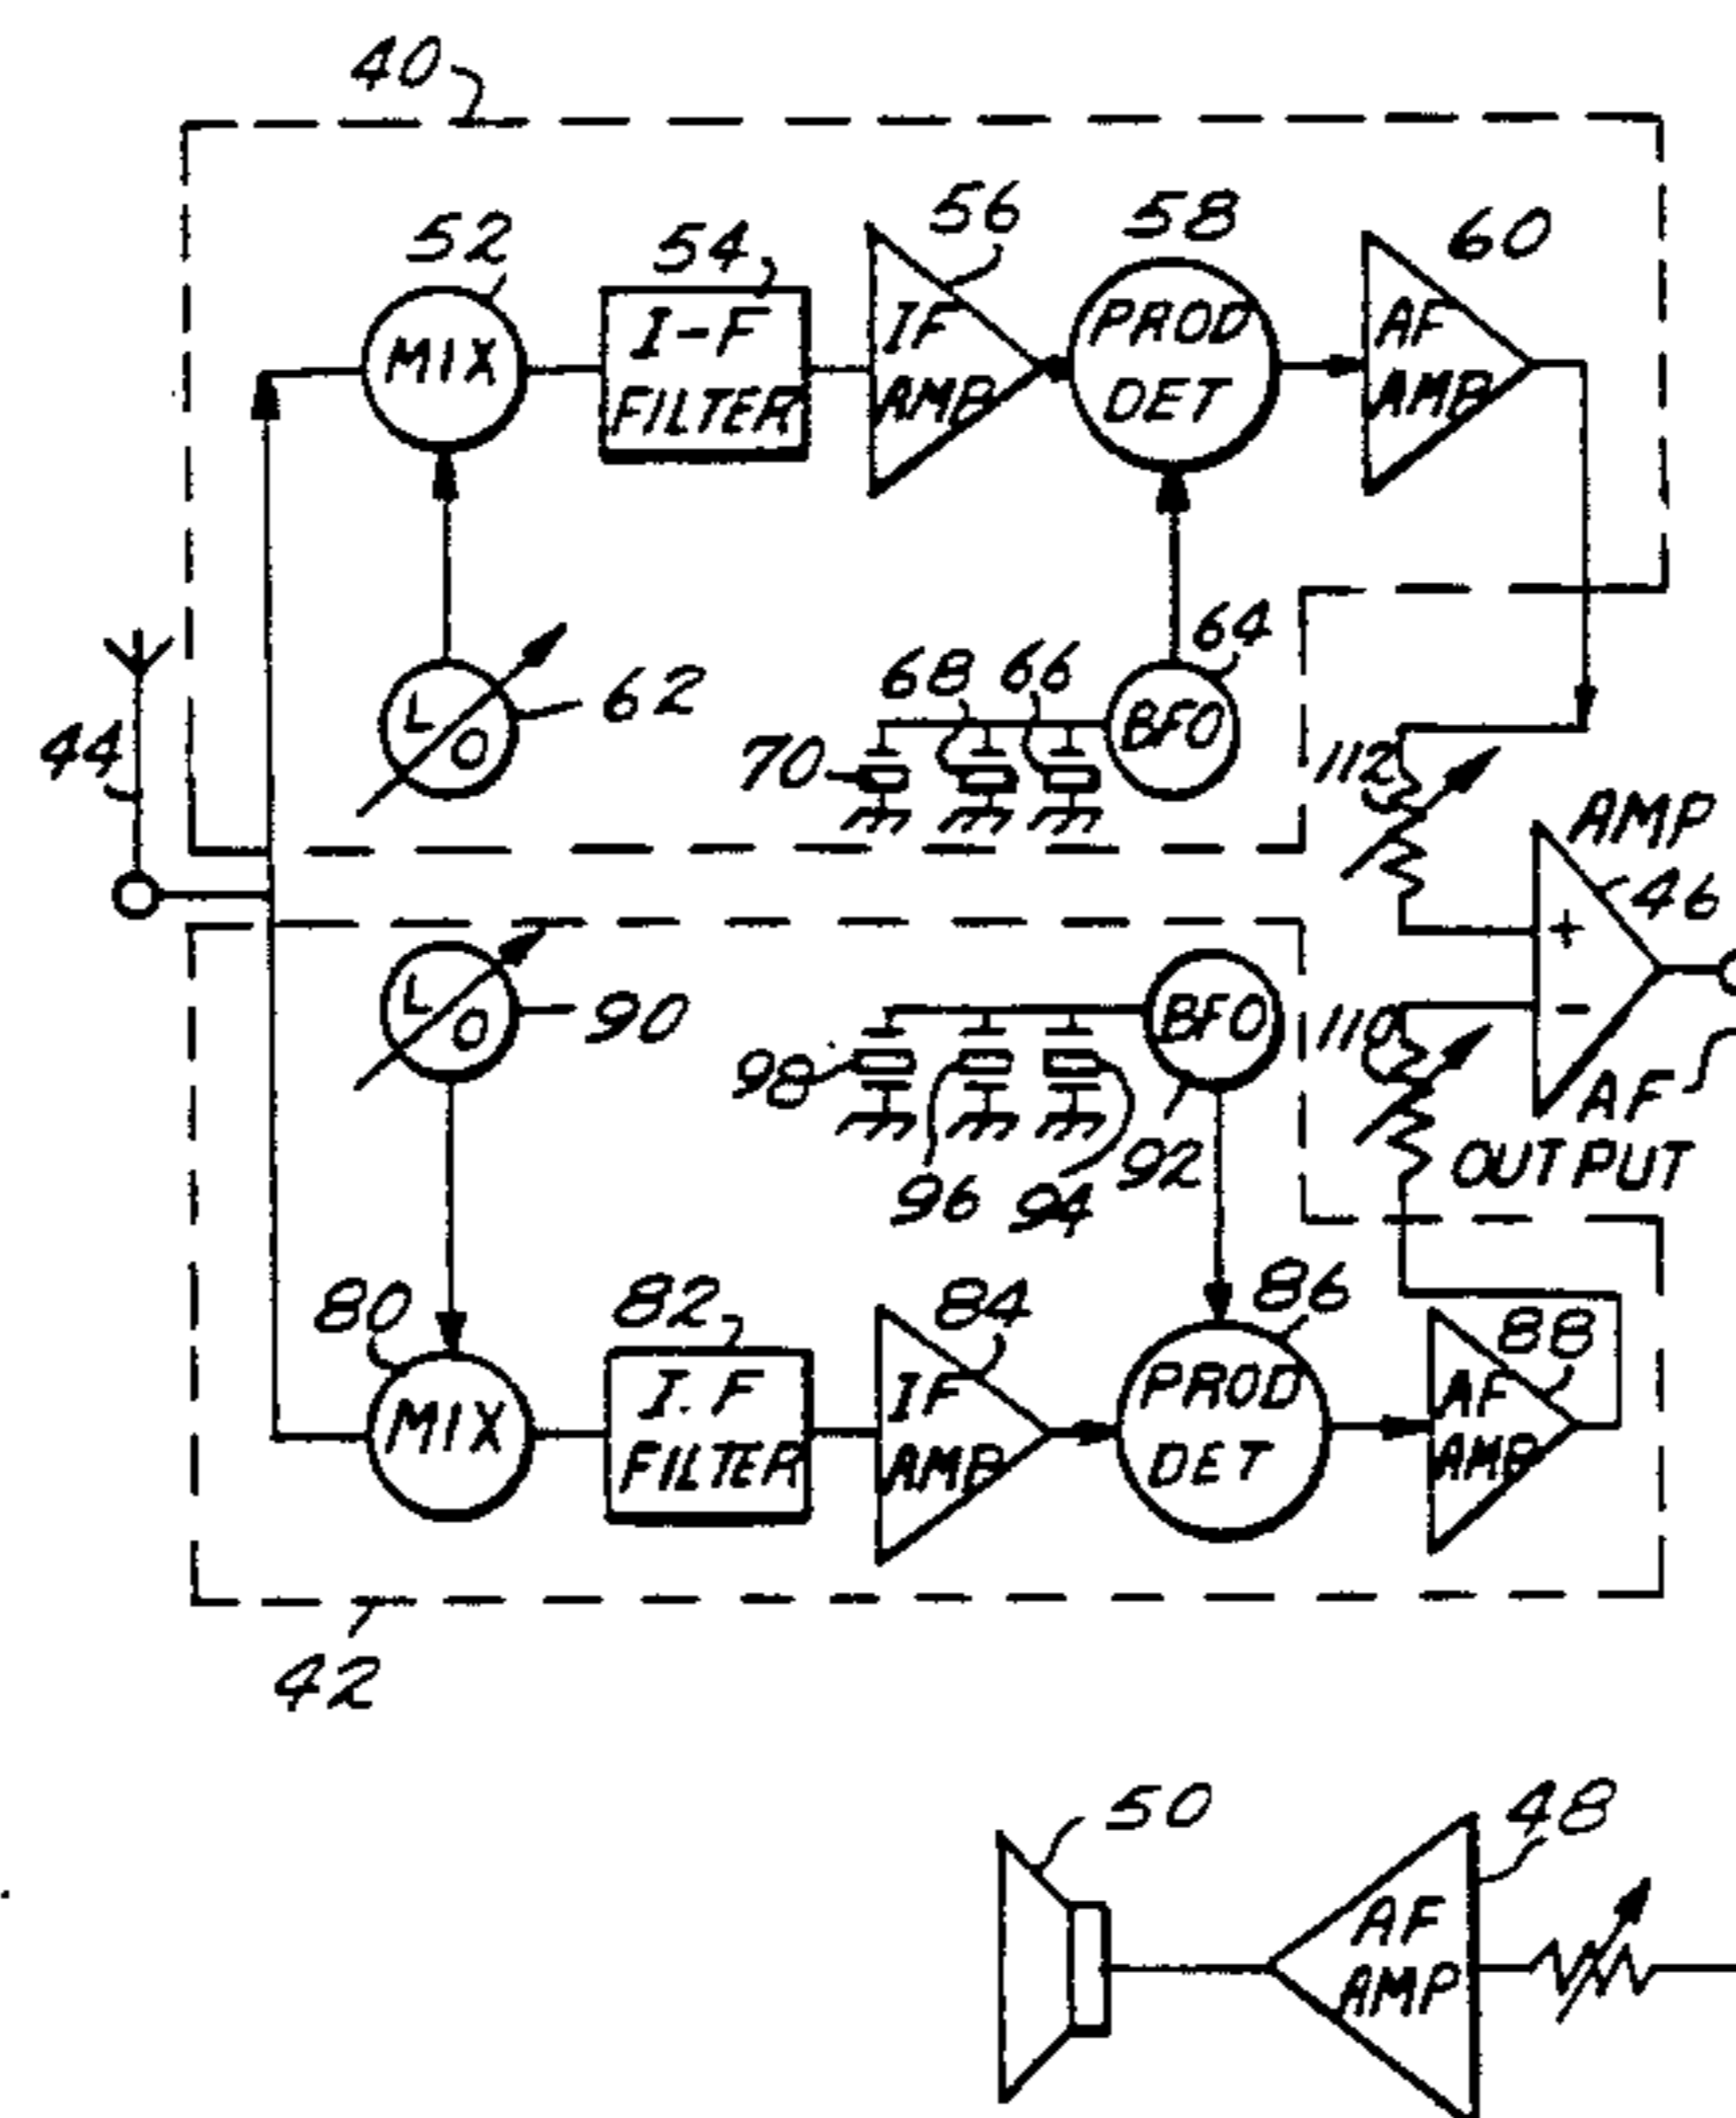 40
52
54
56
58
60
MIX
I-F
FILTER
IF
AMP
PROD
DET
AF
AMP
44
L
O
62
70
68
66
64
BFO
112
AMP
46
+
-
L
O
90
98
96
94
92
BFO
110
AF
OUTPUT
80
82
84
86
88
MIX
I.F
FILTER
IF
AMP
PROD
DET
AF
AMP
42
50
48
AF
AMP